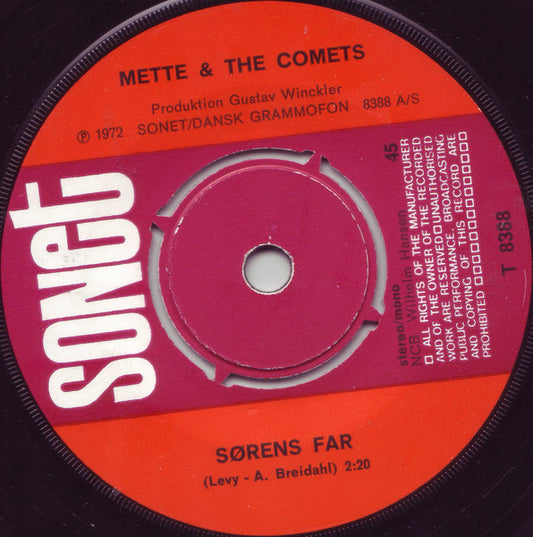 METTE & THE COMETS
Produktion Gustav Winckler 8388 A/S
℗ 1972 SONET/DANSK GRAMMOFON
sonet
45
stereo/mono
NCB Wilhelm Hansen
□ ALL RIGHTS OF THE MANUFACTURER
AND OF THE OWNER OF THE RECORDED
WORK ARE RESERVED □ UNAUTHORISED
PUBLIC PERFORMANCE, BROADCASTING
AND COPYING OF THIS RECORD ARE
PROHIBITED □□□□□□□□□□□□
T 8368
SØRENS FAR
(Levy - A. Breidahl) 2:20